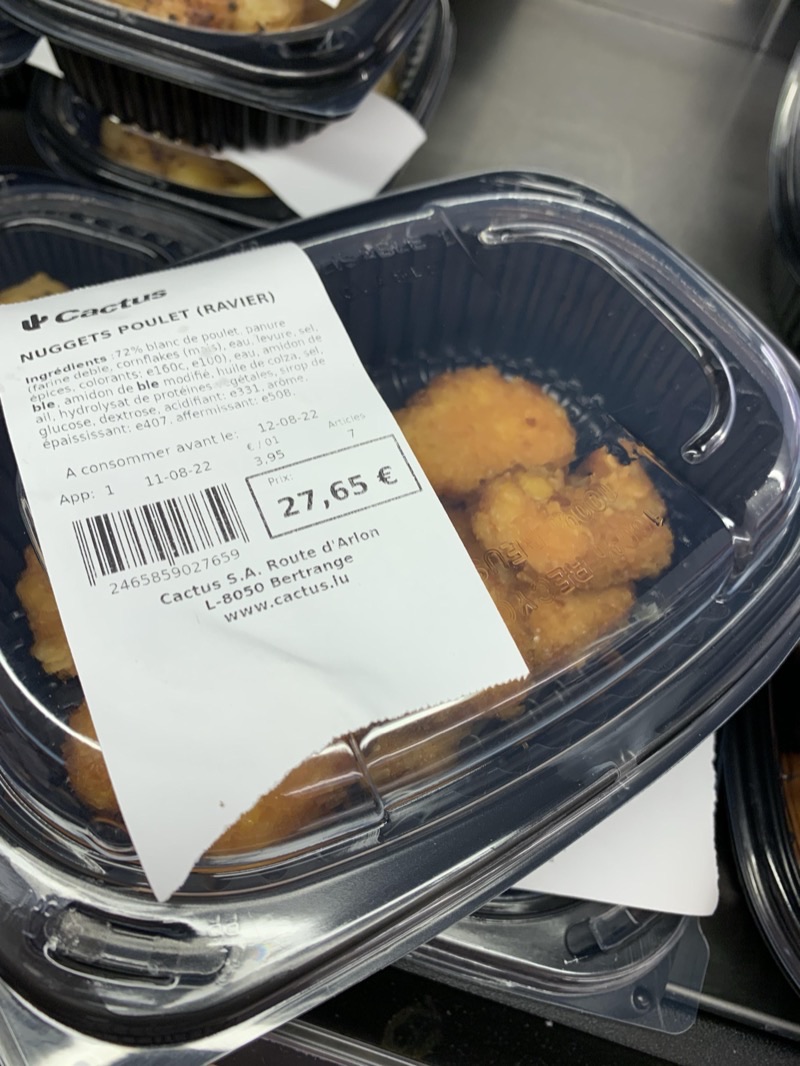 Cactus
NUGGETS POULET (RAVIER)
Ingrédients :72% blanc de poulet, panure
(farine deble, cornflakes (m s), eau, levure, sel,
épices, colorants: e160c, e100), eau, amidon de
ble, amidon de ble modifié, huile de colza, sel,
ail, hydrolysat de protéines végétales, sirop de
glucose, dextrose, acidifiant: e331, arôme,
épaississant: e407, affermissant: e508.
A consommer avant le: 12-08-22
€ / 01 Articles
App: 1 11-08-22 3.95 7
Prix:
27,65 €
2465859027659
Cactus S.A. Route d'Arlon
L-8050 Bertrange
www.cactus.lu